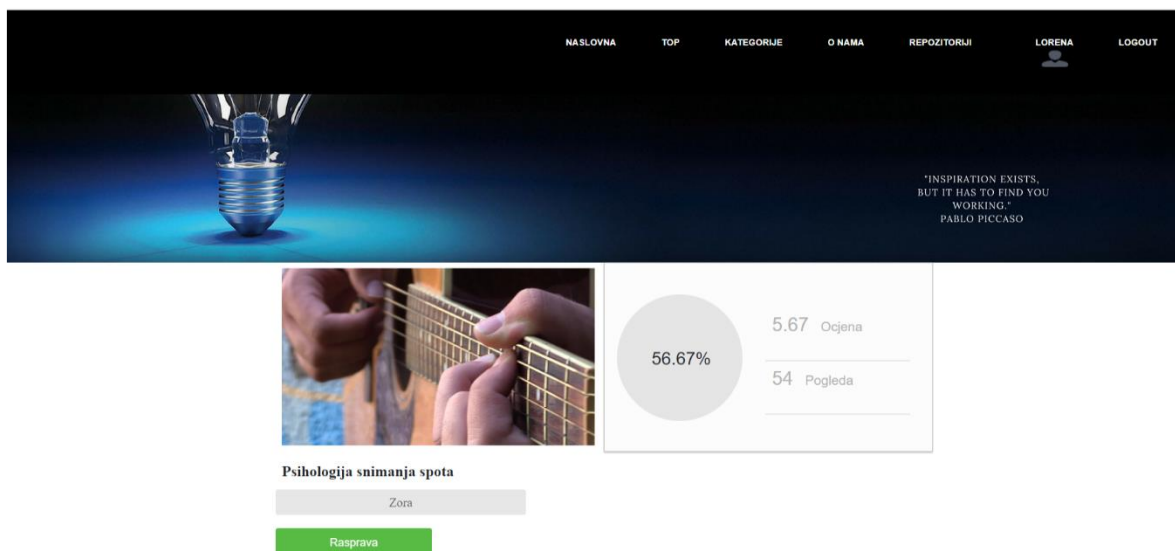 NASLOVNA TOP KATEGORIJE O NAMA REPOZITORIJI LORENA LOGOUT
"INSPIRATION EXISTS,
BUT IT HAS TO FIND YOU
WORKING."
PABLO PICCASO
56.67%
5.67 Ocjena
54 Pogleda
Psihologija snimanja spota
Zora
Rasprava